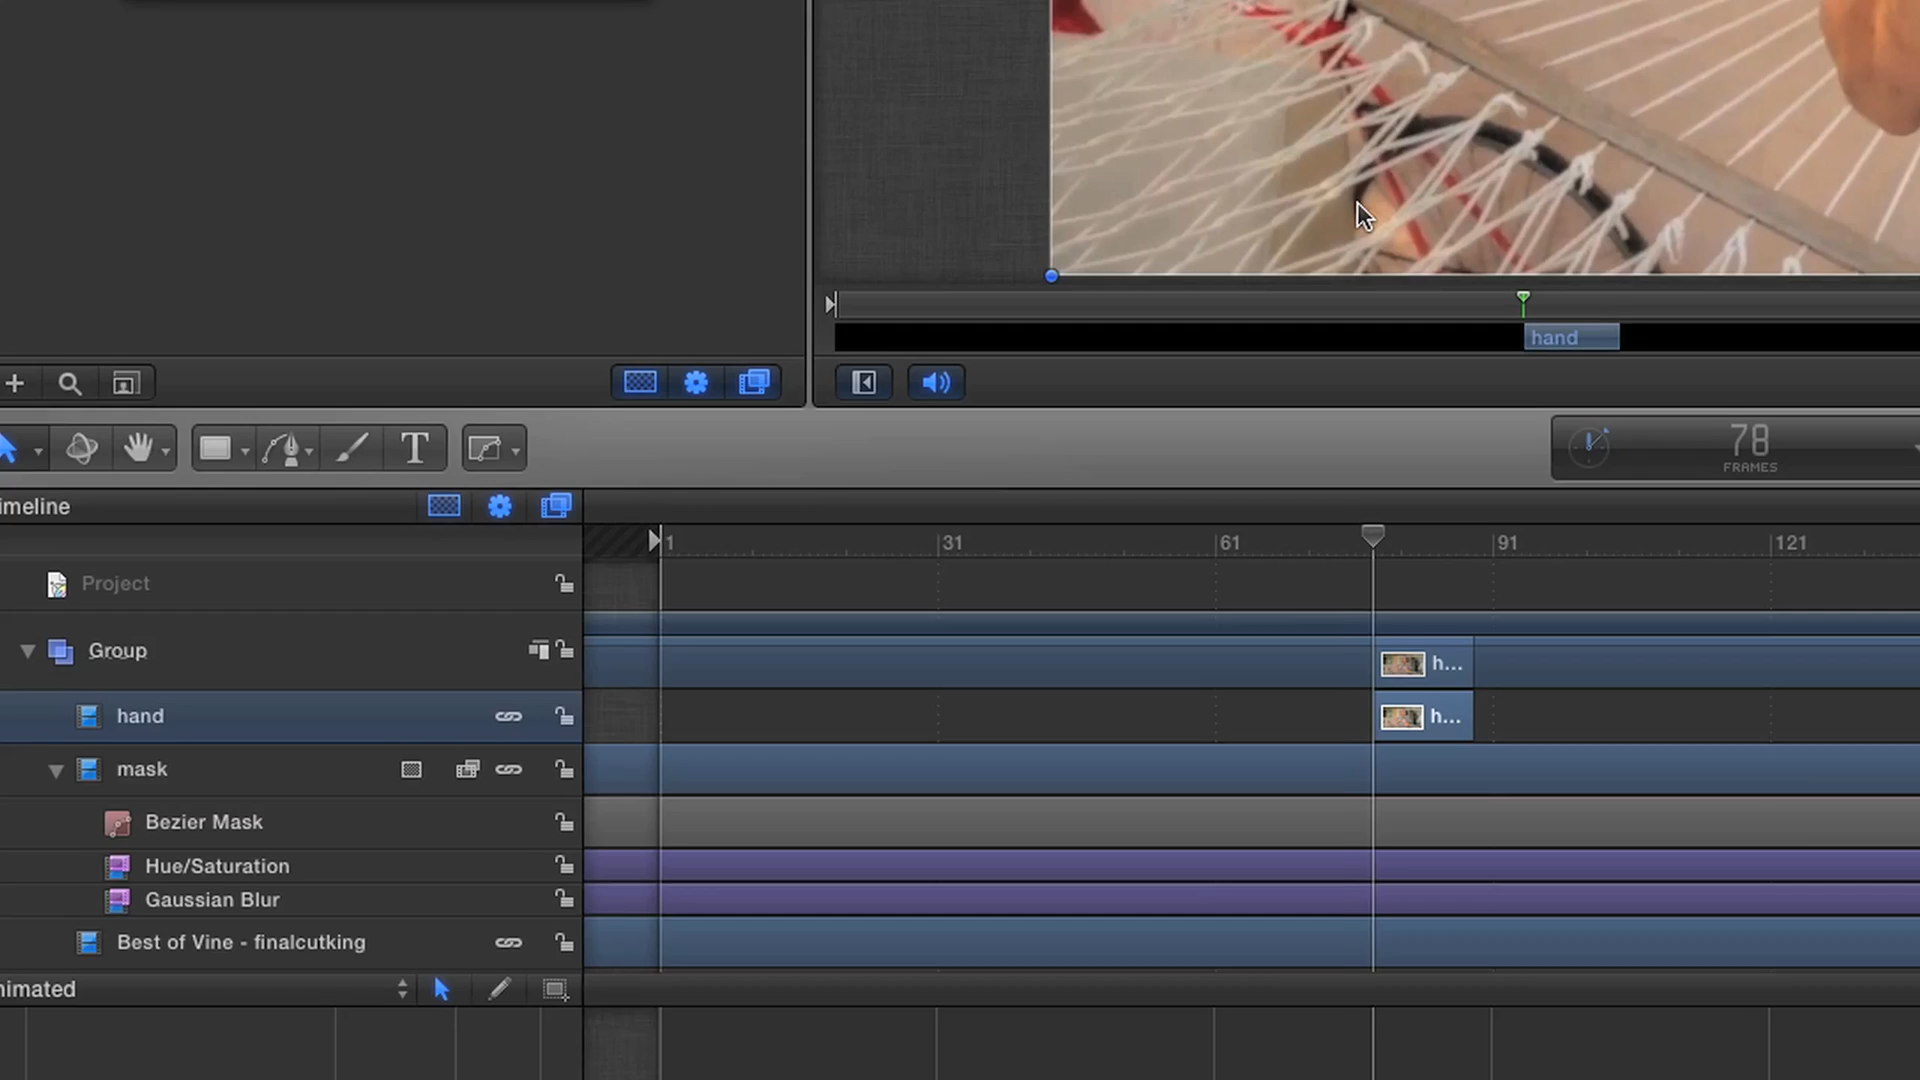 hand
T
78
FRAMES
imeline
1
31
61
91
121
Project
Group
h...
hand
h...
mask
Bezier Mask
Hue/Saturation
Gaussian Blur
Best of Vine - finalcutking
nimated